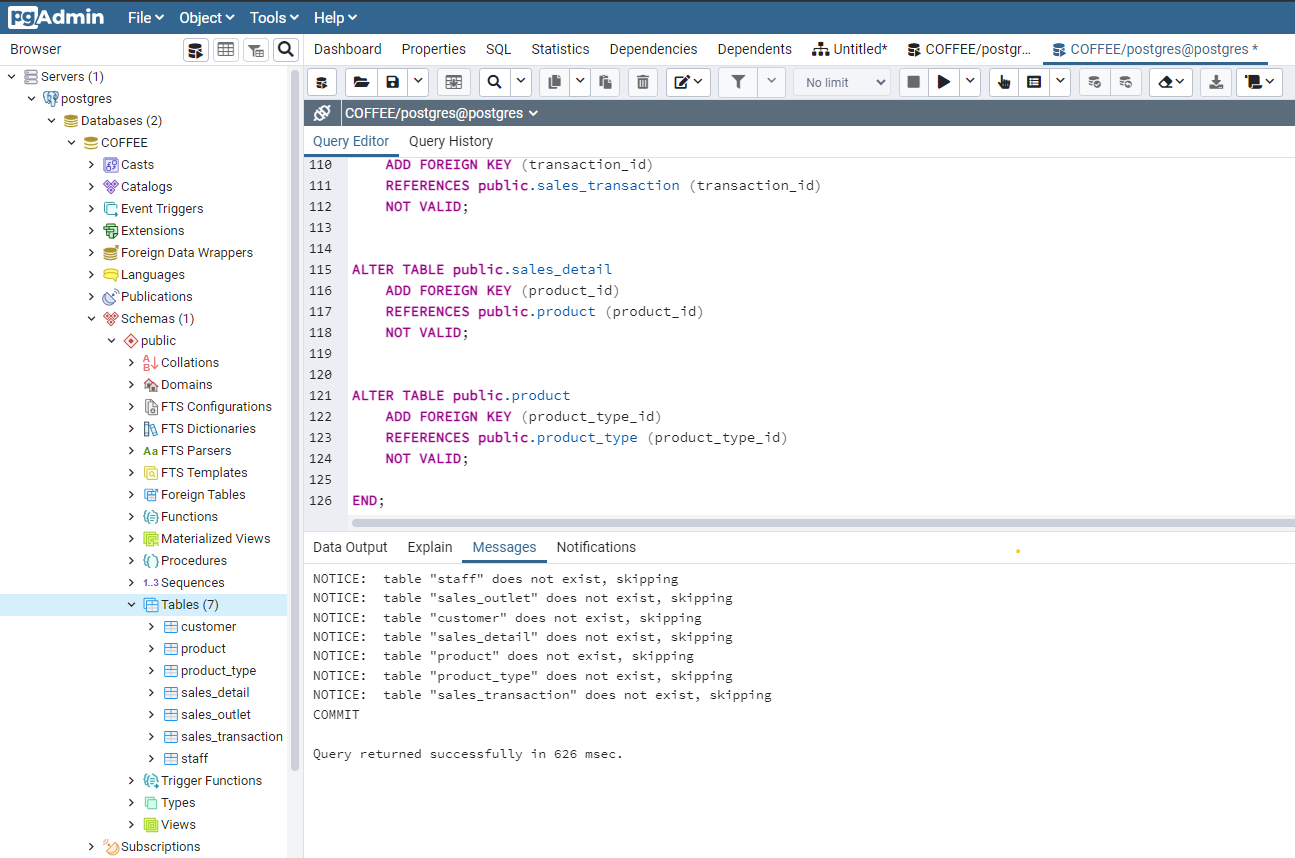 pgAdmin File Object Tools Help
Browser
Dashboard Properties SQL Statistics Dependencies Dependents Untitled* COFFEE/postgr... COFFEE/postgres@postgres *
No limit
COFFEE/postgres@postgres
Query Editor Query History
Servers (1)
postgres
Databases (2)
COFFEE
Casts
Catalogs
Event Triggers
Extensions
Foreign Data Wrappers
Languages
Publications
Schemas (1)
public
Collations
Domains
FTS Configurations
FTS Dictionaries
Aa FTS Parsers
FTS Templates
Foreign Tables
Functions
Materialized Views
Procedures
1..3 Sequences
Tables (7)
customer
product
product_type
sales_detail
sales_outlet
sales_transaction
staff
Trigger Functions
Types
Views
Subscriptions
110 ADD FOREIGN KEY (transaction_id)
111 REFERENCES public.sales_transaction (transaction_id)
112 NOT VALID;
113
114
115 ALTER TABLE public.sales_detail
116 ADD FOREIGN KEY (product_id)
117 REFERENCES public.product (product_id)
118 NOT VALID;
119
120
121 ALTER TABLE public.product
122 ADD FOREIGN KEY (product_type_id)
123 REFERENCES public.product_type (product_type_id)
124 NOT VALID;
125
126 END;
Data Output Explain Messages Notifications
NOTICE:  table "staff" does not exist, skipping
NOTICE:  table "sales_outlet" does not exist, skipping
NOTICE:  table "customer" does not exist, skipping
NOTICE:  table "sales_detail" does not exist, skipping
NOTICE:  table "product" does not exist, skipping
NOTICE:  table "product_type" does not exist, skipping
NOTICE:  table "sales_transaction" does not exist, skipping
COMMIT
Query returned successfully in 626 msec.